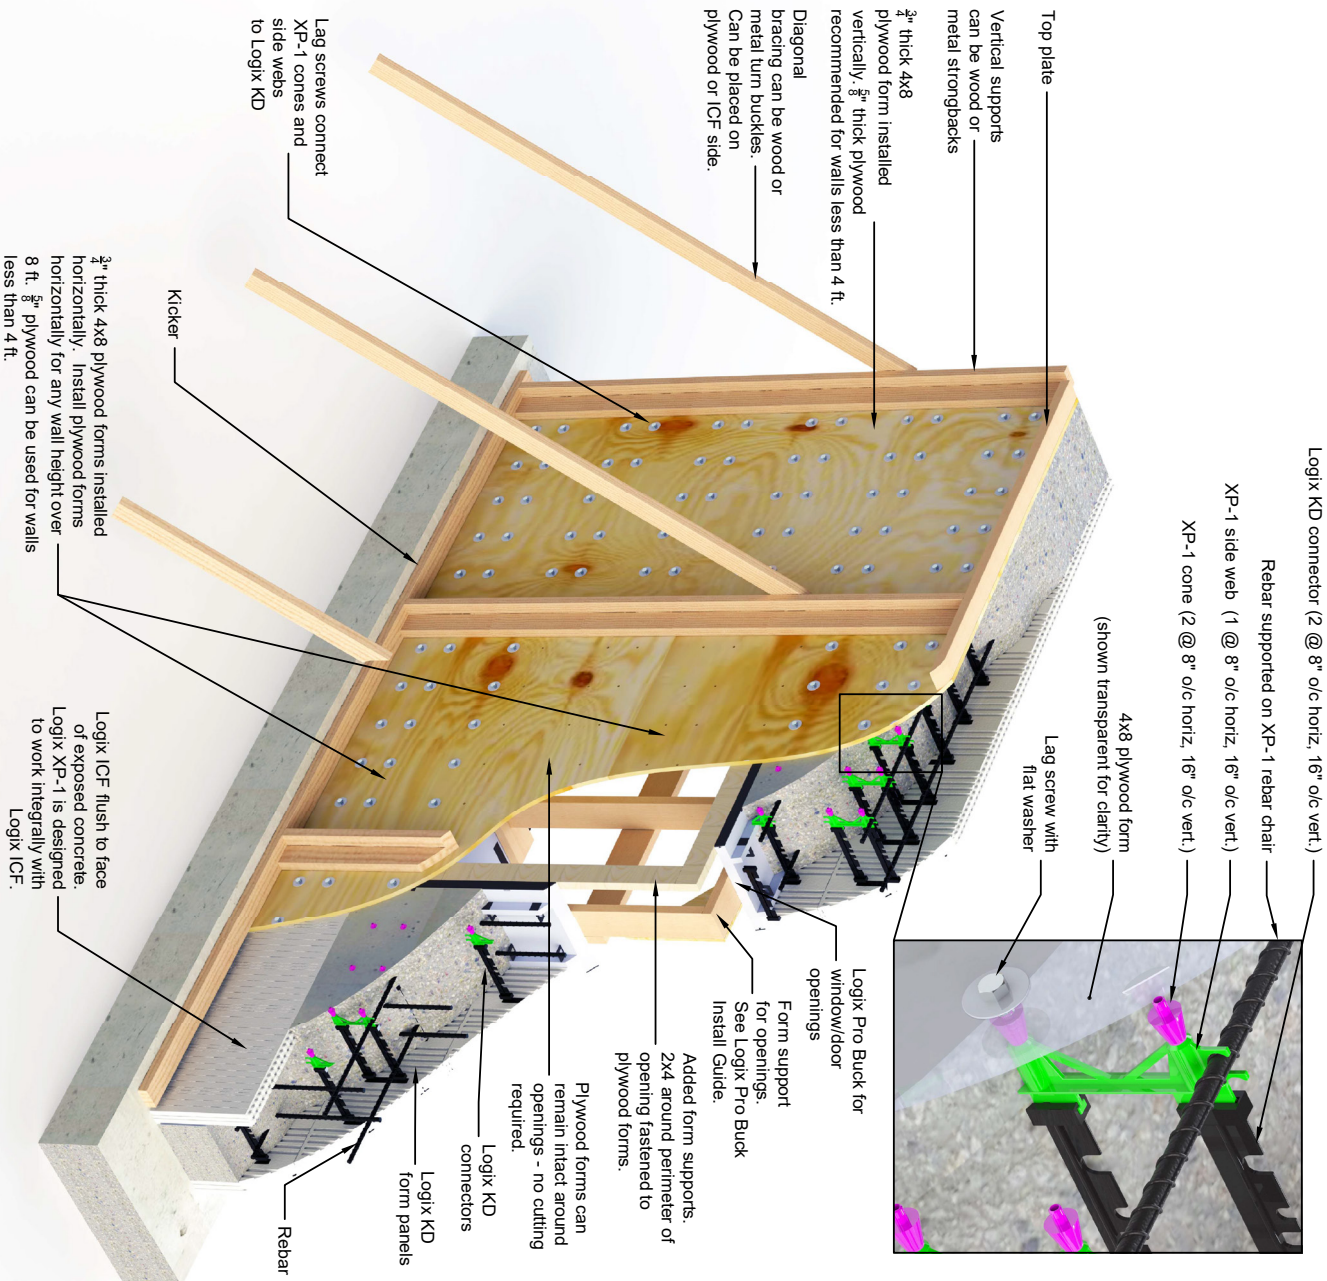 Logix KD connector (2 @ 8" o/c horiz, 16" o/c vert.)
Rebar supported on XP-1 rebar chair
XP-1 side web  (1 @ 8" o/c horiz, 16" o/c vert.)
XP-1 cone (2 @ 8" o/c horiz, 16" o/c vert.)
4x8 plywood form
(shown transparent for clarity)
Lag screw with
flat washer
Top plate
Vertical supports
can be wood or
metal strongbacks
¾" thick 4x8
plywood form installed
vertically. ⅝" thick plywood
recommended for walls less than 4 ft.
Diagonal
bracing can be wood or
metal turn buckles.
Can be placed on
plywood or ICF side.
Lag screws connect
XP-1 cones and
side webs
to Logix KD
Kicker
¾" thick 4x8 plywood forms installed
horizontally.  Install plywood forms
horizontally for any wall height over
8 ft.  ⅝" plywood can be used for walls
less than 4 ft.
Logix Pro Buck for
window/door
openings
Form support
for openings.
See Logix Pro Buck
Install Guide.
Added form supports.
2x4 around perimeter of
opening fastened to
plywood forms.
Plywood forms can
remain intact around
openings - no cutting
required.
Logix KD
connectors
Logix KD
form panels
Rebar
Logix ICF flush to face
of exposed concrete.
Logix XP-1 is designed
to work integrally with
Logix ICF.